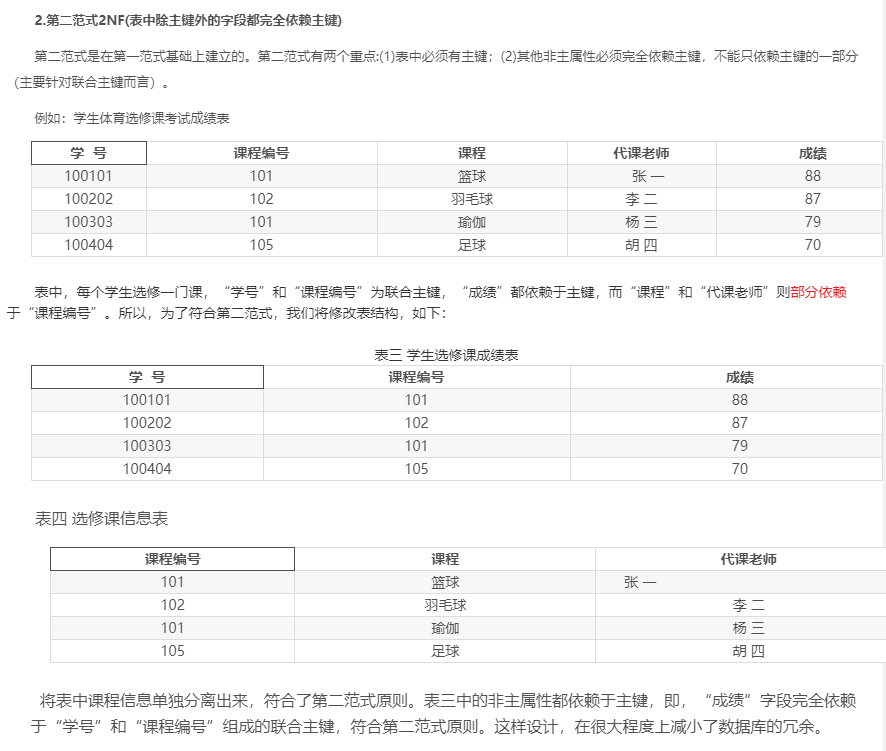 2.第二范式2NF(表中除主键外的字段都完全依赖主键)
第二范式是在第一范式基础上建立的。第二范式有两个重点:(1)表中必须有主键；(2)其他非主属性必须完全依赖主键，不能只依赖主键的一部分
（主要针对联合主键而言）。
例如：学生体育选修课考试成绩表
学 号 课程编号 课程 代课老师 成绩
100101 101 篮球 张 一 88
100202 102 羽毛球 李 二 87
100303 101 瑜伽 杨 三 79
100404 105 足球 胡 四 70
表中，每个学生选修一门课，“学号”和“课程编号”为联合主键，“成绩”都依赖于主键，而“课程”和“代课老师”则部分依赖
于“课程编号”。所以，为了符合第二范式，我们将修改表结构，如下：
表三 学生选修课成绩表
学 号 课程编号 成绩
100101 101 88
100202 102 87
100303 101 79
100404 105 70
表四 选修课信息表
课程编号 课程 代课老师
101 篮球 张 一
102 羽毛球 李 二
101 瑜伽 杨 三
105 足球 胡 四
将表中课程信息单独分离出来，符合了第二范式原则。表三中的非主属性都依赖于主键，即，“成绩”字段完全依赖
于“学号”和“课程编号”组成的联合主键，符合第二范式原则。这样设计，在很大程度上减小了数据库的冗余。